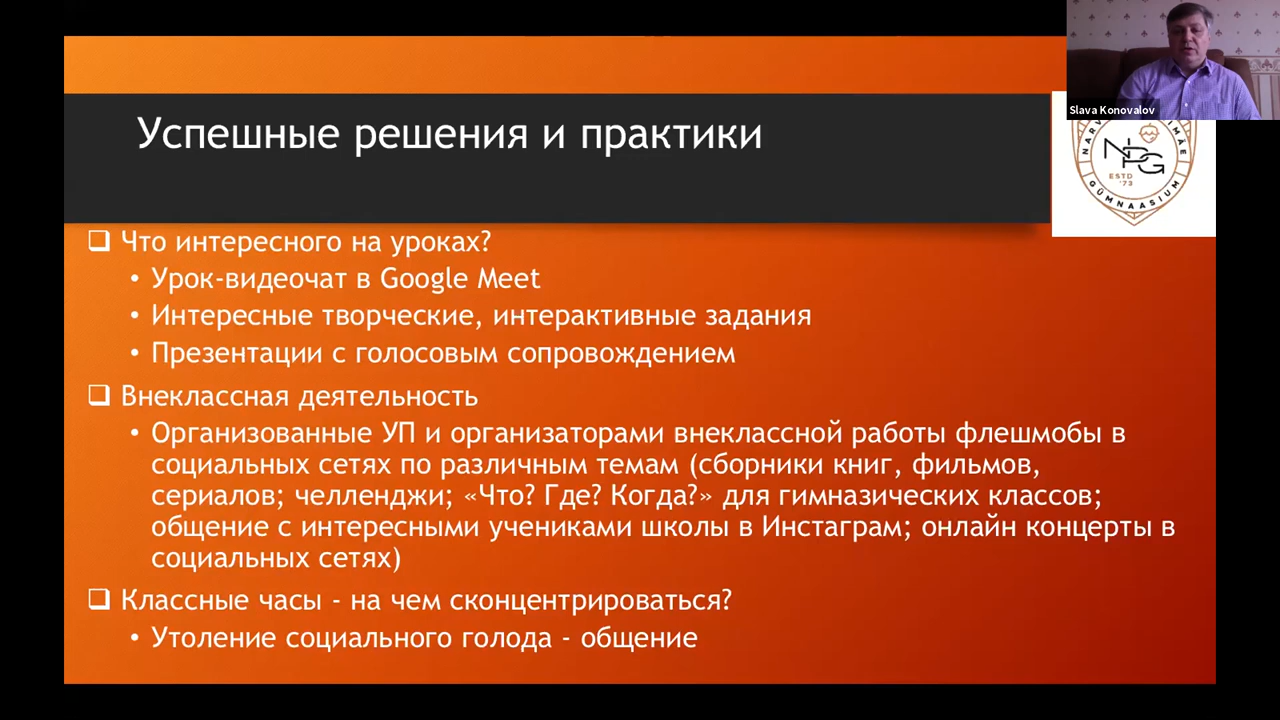 Успешные решения и практики
Slava Konovalov
NPG
ESTD
'73
GÜMNAASIUM
Что интересного на уроках?
• Урок-видеочат в Google Meet
• Интересные творческие, интерактивные задания
• Презентации с голосовым сопровождением
Внеклассная деятельность
• Организованные УП и организаторами внеклассной работы флешмобы в
социальных сетях по различным темам (сборники книг, фильмов,
сериалов; челленджи; «Что? Где? Когда?» для гимназических классов;
общение с интересными учениками школы в Инстаграм; онлайн концерты в
социальных сетях)
Классные часы - на чем сконцентрироваться?
• Утоление социального голода - общение